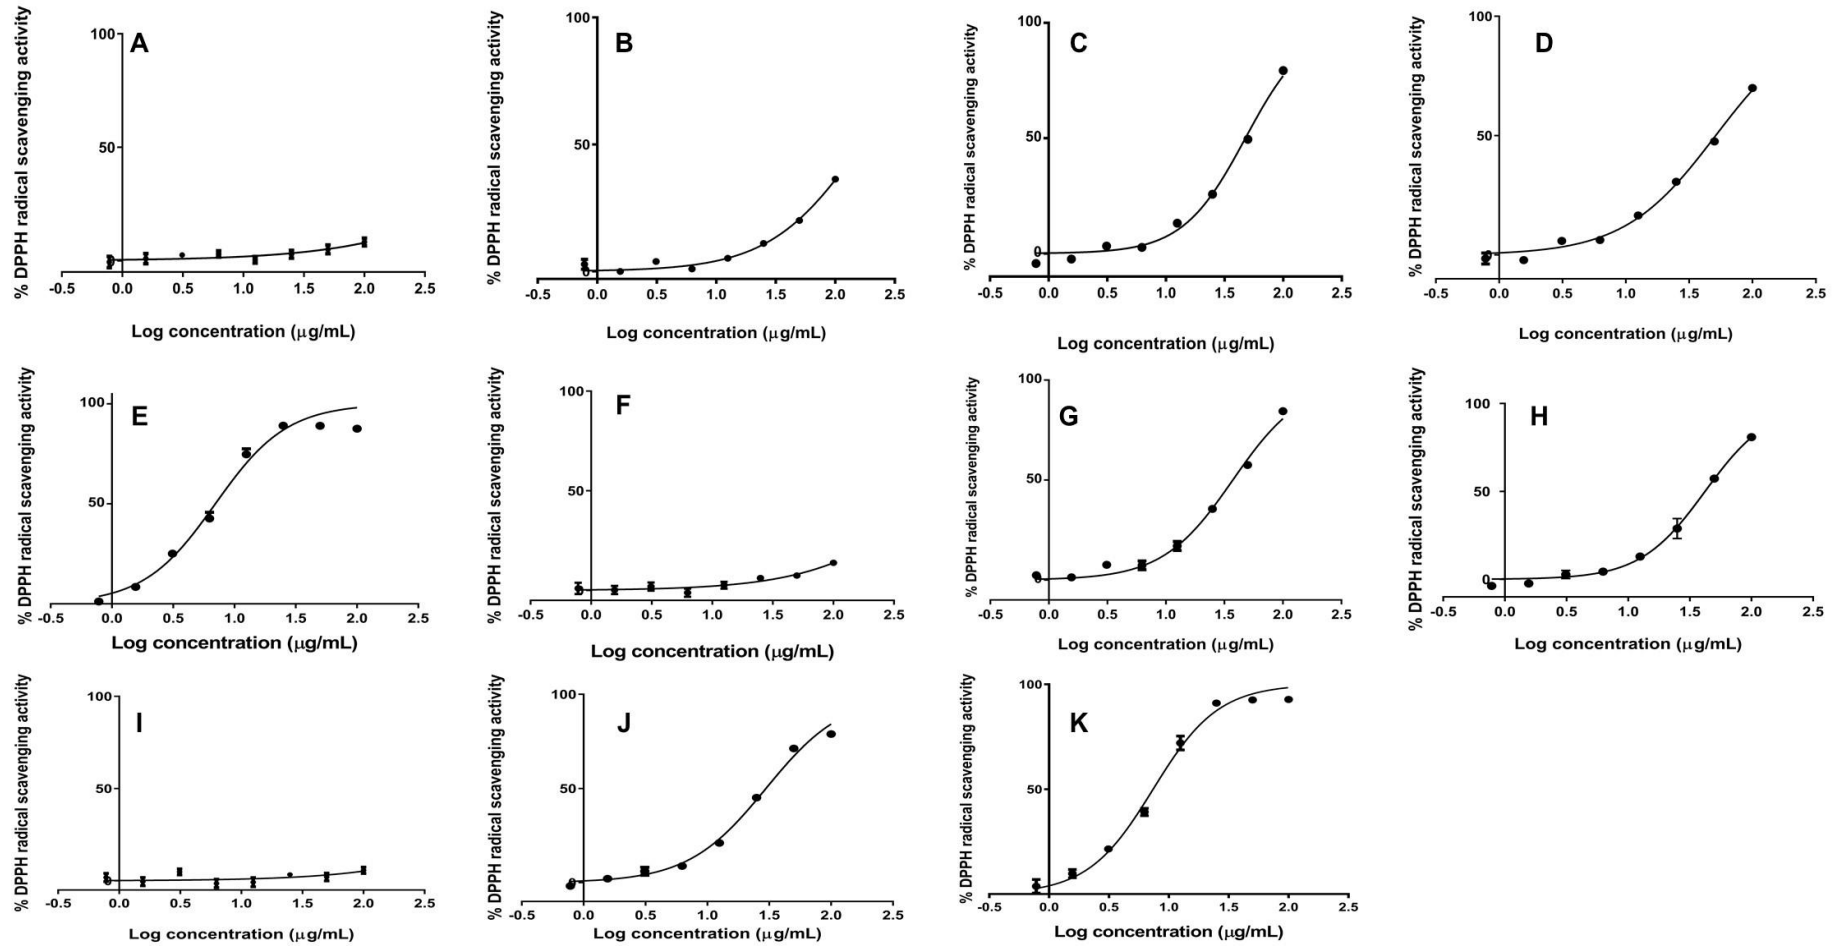 % DPPH radical scavenging activity
A
100
50
0
-0.5 0.0 0.5 1.0 1.5 2.0 2.5
Log concentration (µg/mL)
% DPPH radical scavenging activity
B
100
50
0
-0.5 0.0 0.5 1.0 1.5 2.0 2.5
Log concentration (µg/mL)
% DPPH radical scavenging activity
C
100
50
0
-0.5 0.0 0.5 1.0 1.5 2.0 2.5
Log concentration (µg/mL)
% DPPH radical scavenging activity
D
100
50
0
-0.5 0.0 0.5 1.0 1.5 2.0 2.5
Log concentration (µg/mL)
% DPPH radical scavenging activity
E
100
50
-0.5 0.0 0.5 1.0 1.5 2.0 2.5
Log concentration (µg/mL)
% DPPH radical scavenging activity
F
100
50
0
-0.5 0.0 0.5 1.0 1.5 2.0 2.5
Log concentration (µg/mL)
% DPPH radical scavenging activity
G
100
50
0
-0.5 0.0 0.5 1.0 1.5 2.0 2.5
Log concentration (µg/mL)
% DPPH radical scavenging activity
H
100
50
0
-0.5 0.0 0.5 1.0 1.5 2.0 2.5
Log concentration (µg/mL)
% DPPH radical scavenging activity
I
100
50
0
-0.5 0.0 0.5 1.0 1.5 2.0 2.5
Log concentration (µg/mL)
% DPPH radical scavenging activity
J
100
50
0
-0.5 0.0 0.5 1.0 1.5 2.0 2.5
Log concentration (µg/mL)
% DPPH radical scavenging activity
K
100
50
-0.5 0.0 0.5 1.0 1.5 2.0 2.5
Log concentration (µg/mL)